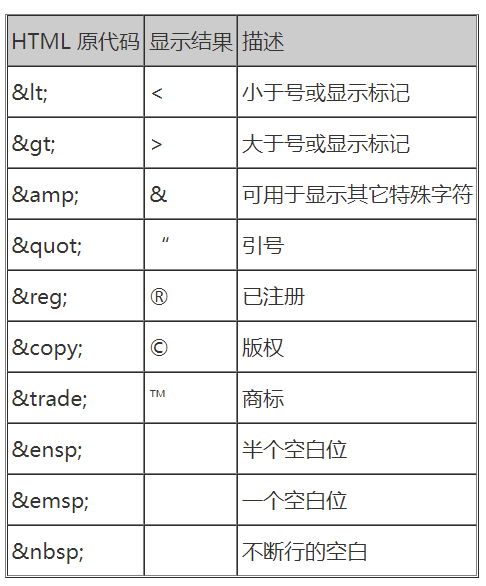 HTML 原代码 显示结果 描述
&lt; < 小于号或显示标记
&gt; > 大于号或显示标记
&amp; & 可用于显示其它特殊字符
&quot; “ 引号
&reg; ® 已注册
&copy; © 版权
&trade; ™ 商标
&ensp; 半个空白位
&emsp; 一个空白位
&nbsp; 不断行的空白